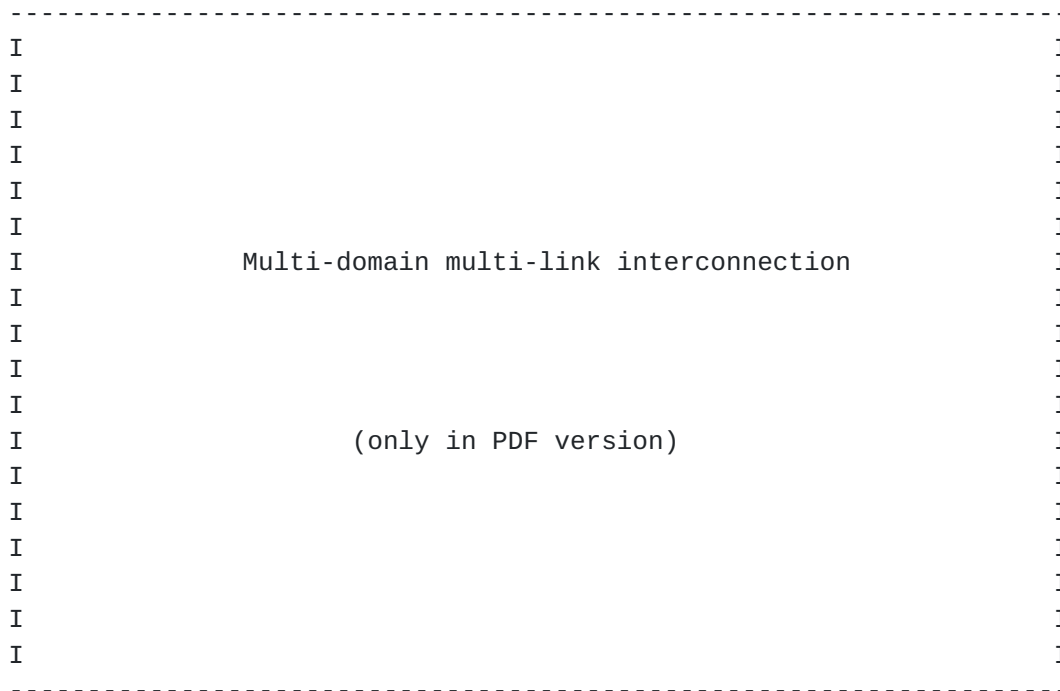 --------------------------------------------------------------------
I I
I I
I I
I I
I I
I I
I Multi-domain multi-link interconnection I
I I
I I
I I
I I
I (only in PDF version) I
I I
I I
I I
I I
I I
I I
--------------------------------------------------------------------